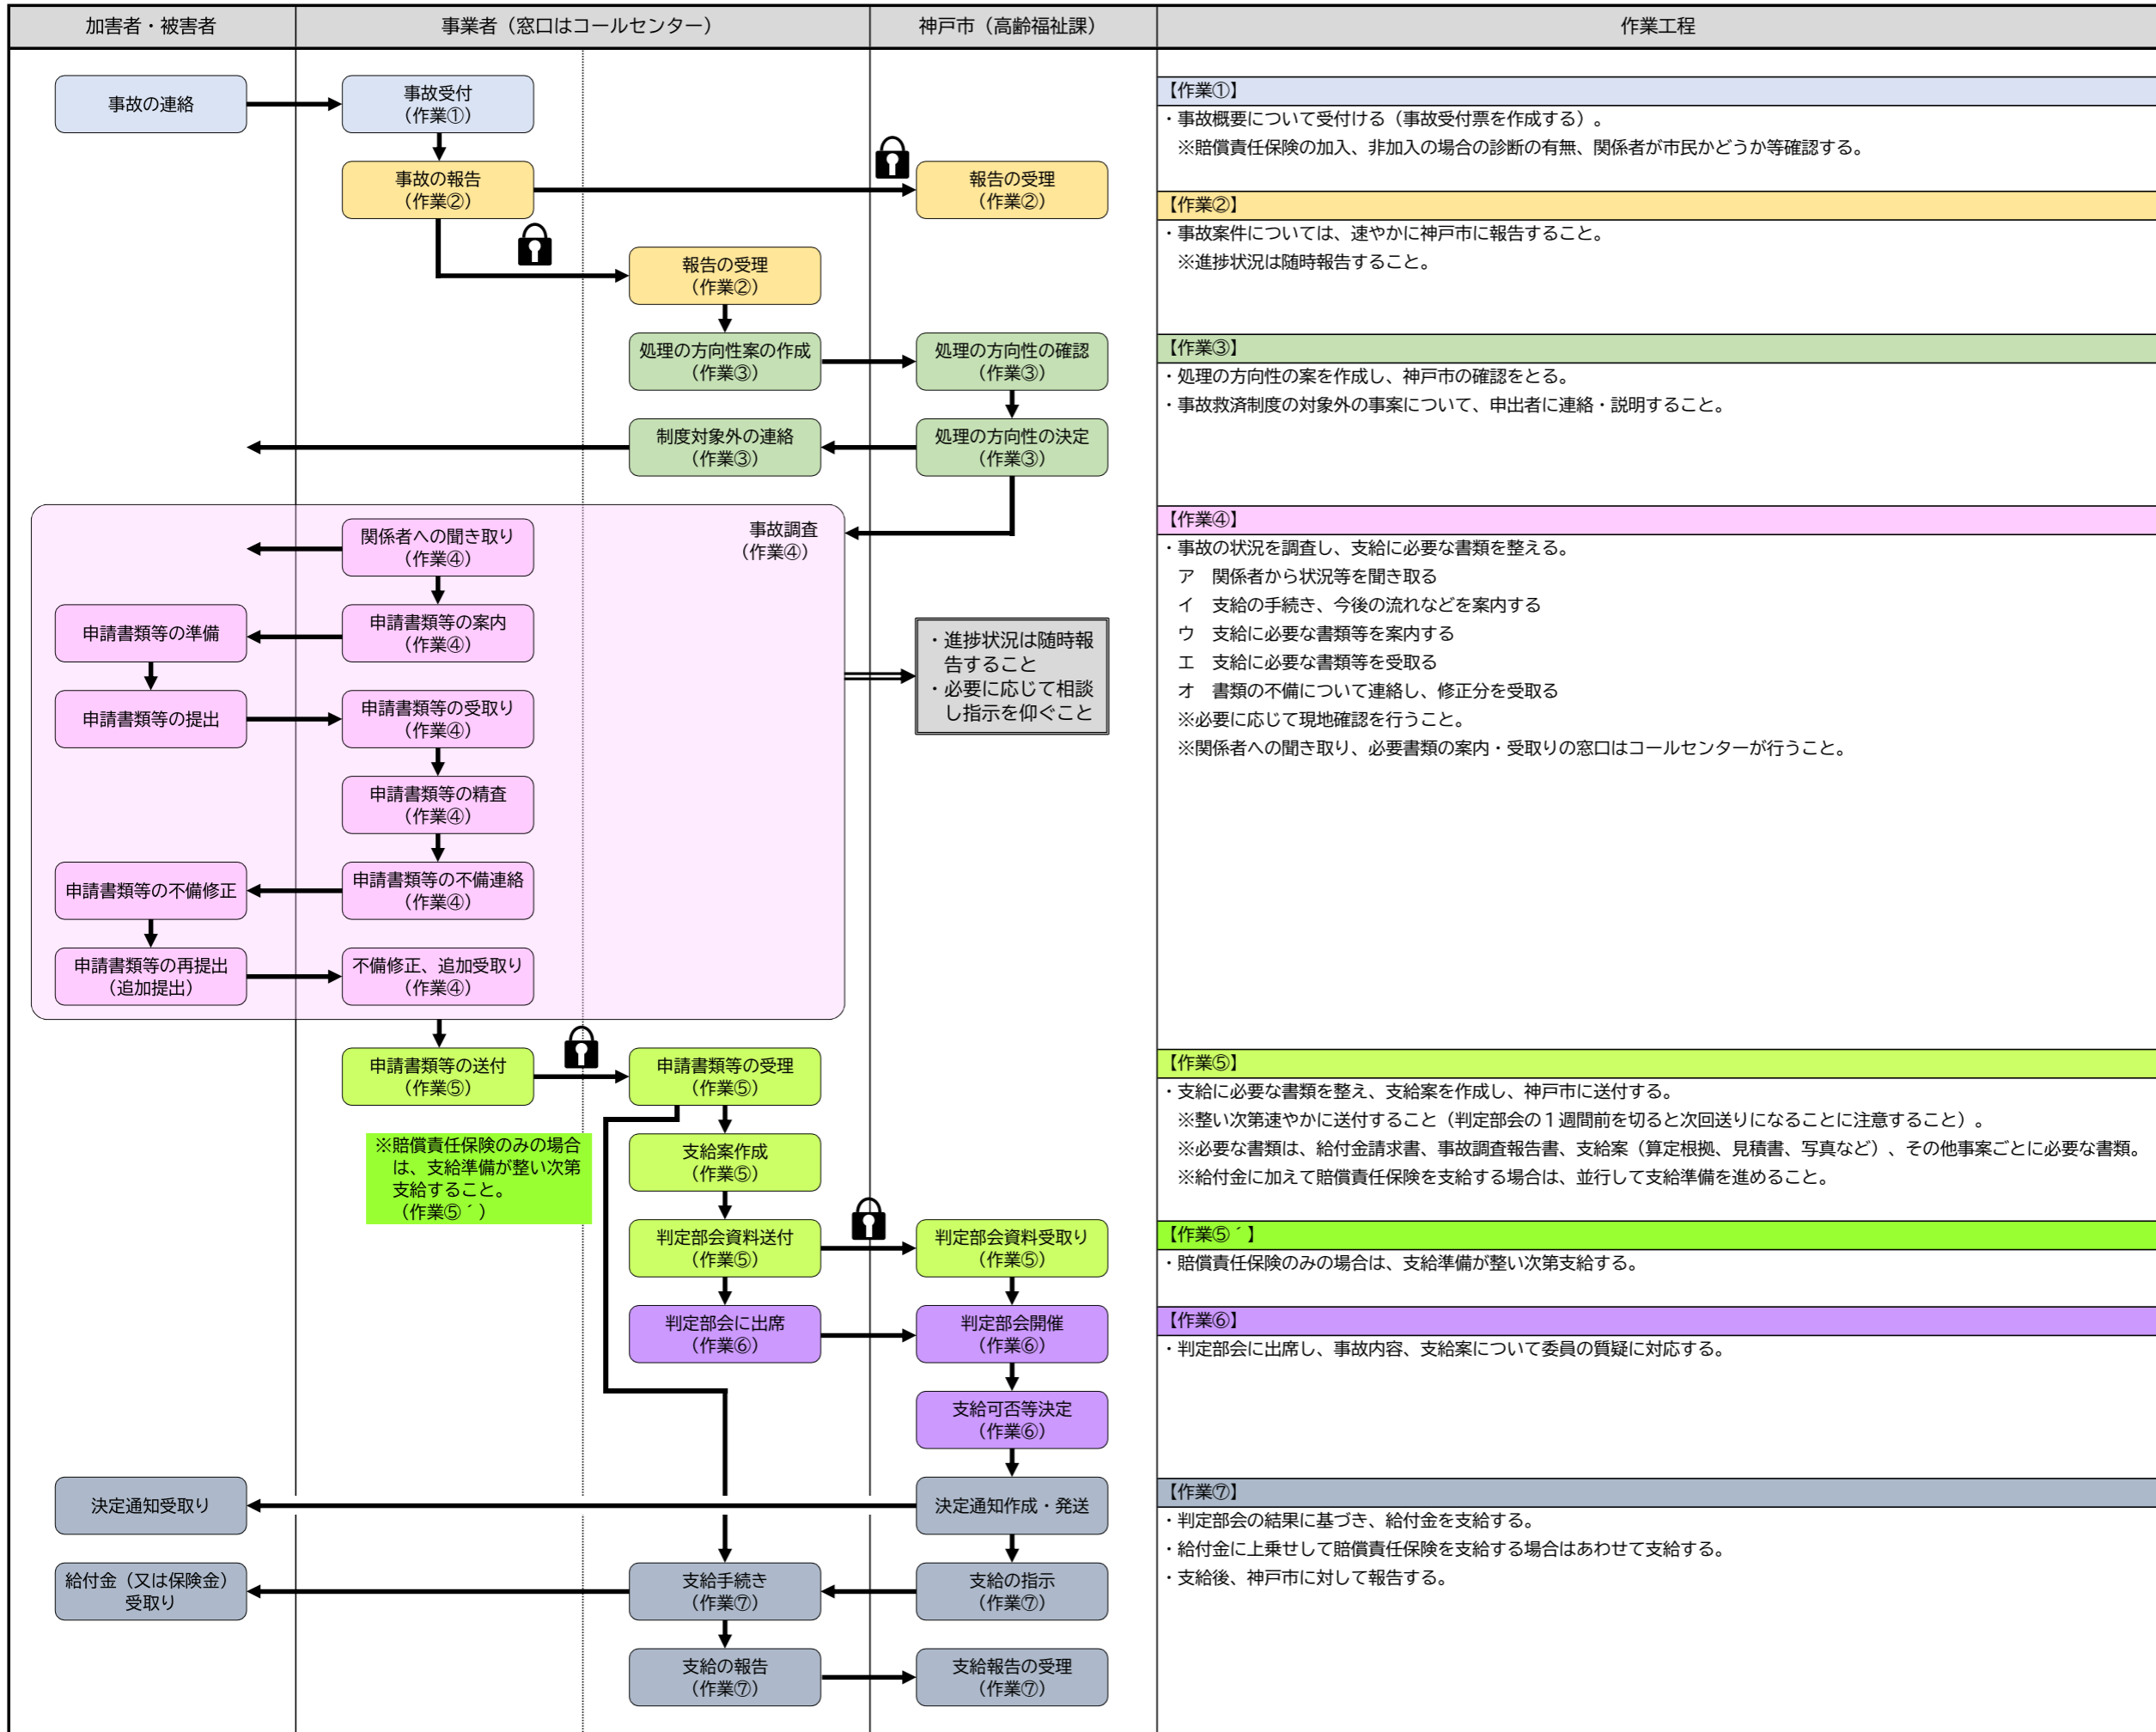 加害者・被害者
事業者（窓口はコールセンター）
神戸市（高齢福祉課）
作業工程
事故の連絡
事故受付
（作業①）
事故の報告
（作業②）
報告の受理
（作業②）
報告の受理
（作業②）
処理の方向性案の作成
（作業③）
処理の方向性の確認
（作業③）
制度対象外の連絡
（作業③）
処理の方向性の決定
（作業③）
事故調査
（作業④）
関係者への聞き取り
（作業④）
申請書類等の準備
申請書類等の案内
（作業④）
・進捗状況は随時報
告すること
・必要に応じて相談
し指示を仰ぐこと
申請書類等の提出
申請書類等の受取り
（作業④）
申請書類等の精査
（作業④）
申請書類等の不備修正
申請書類等の不備連絡
（作業④）
申請書類等の再提出
（追加提出）
不備修正、追加受取り
（作業④）
申請書類等の送付
（作業⑤）
申請書類等の受理
（作業⑤）
※賠償責任保険のみの場合
は、支給準備が整い次第
支給すること。
（作業⑤´）
支給案作成
（作業⑤）
判定部会資料送付
（作業⑤）
判定部会資料受取り
（作業⑤）
判定部会に出席
（作業⑥）
判定部会開催
（作業⑥）
支給可否等決定
（作業⑥）
決定通知受取り
決定通知作成・発送
給付金（又は保険金）
受取り
支給手続き
（作業⑦）
支給の指示
（作業⑦）
支給の報告
（作業⑦）
支給報告の受理
（作業⑦）
【作業①】
・事故概要について受付ける（事故受付票を作成する）。
※賠償責任保険の加入、非加入の場合の診断の有無、関係者が市民かどうか等確認する。
【作業②】
・事故案件については、速やかに神戸市に報告すること。
※進捗状況は随時報告すること。
【作業③】
・処理の方向性の案を作成し、神戸市の確認をとる。
・事故救済制度の対象外の事案について、申出者に連絡・説明すること。
【作業④】
・事故の状況を調査し、支給に必要な書類を整える。
ア　関係者から状況等を聞き取る
イ　支給の手続き、今後の流れなどを案内する
ウ　支給に必要な書類等を案内する
エ　支給に必要な書類等を受取る
オ　書類の不備について連絡し、修正分を受取る
※必要に応じて現地確認を行うこと。
※関係者への聞き取り、必要書類の案内・受取りの窓口はコールセンターが行うこと。
【作業⑤】
・支給に必要な書類を整え、支給案を作成し、神戸市に送付する。
※整い次第速やかに送付すること（判定部会の１週間前を切ると次回送りになることに注意すること）。
※必要な書類は、給付金請求書、事故調査報告書、支給案（算定根拠、見積書、写真など）、その他事案ごとに必要な書類。
※給付金に加えて賠償責任保険を支給する場合は、並行して支給準備を進めること。
【作業⑤´】
・賠償責任保険のみの場合は、支給準備が整い次第支給する。
【作業⑥】
・判定部会に出席し、事故内容、支給案について委員の質疑に対応する。
【作業⑦】
・判定部会の結果に基づき、給付金を支給する。
・給付金に上乗せして賠償責任保険を支給する場合はあわせて支給する。
・支給後、神戸市に対して報告する。